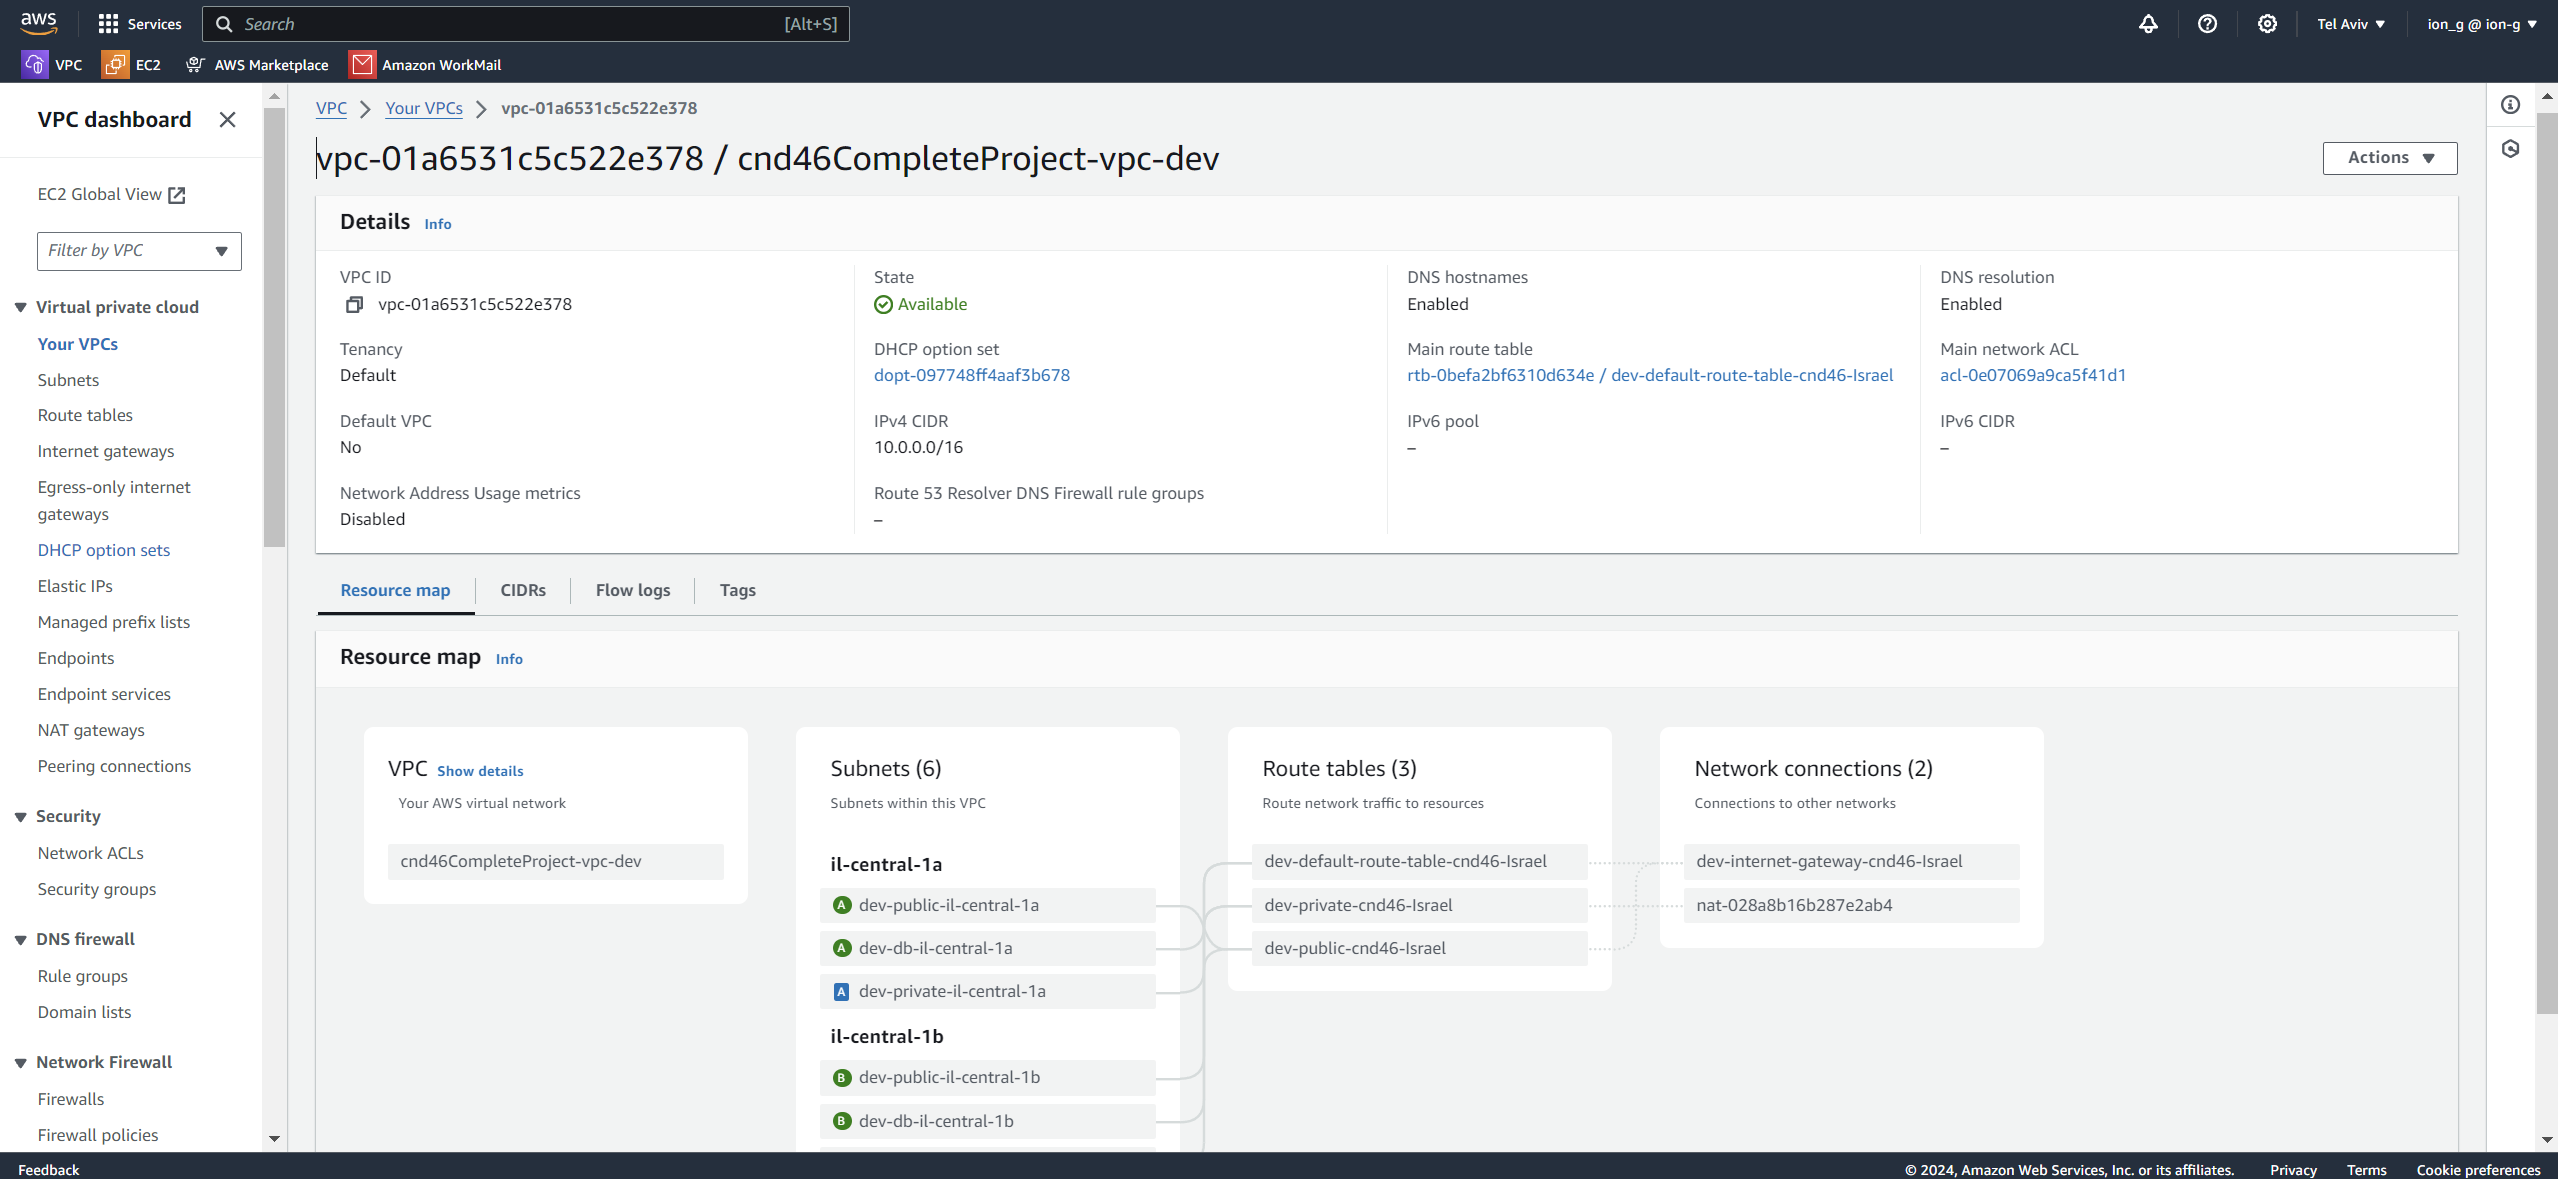 aws
Services
Search
[Alt+S]
Tel Aviv ▼
ion_g @ ion-g ▼
VPC
EC2
AWS Marketplace
Amazon WorkMail
VPC dashboard
EC2 Global View
Filter by VPC
Virtual private cloud
Your VPCs
Subnets
Route tables
Internet gateways
Egress-only internet
gateways
DHCP option sets
Elastic IPs
Managed prefix lists
Endpoints
Endpoint services
NAT gateways
Peering connections
Security
Network ACLs
Security groups
DNS firewall
Rule groups
Domain lists
Network Firewall
Firewalls
Firewall policies
VPC > Your VPCs > vpc-01a6531c5c522e378
vpc-01a6531c5c522e378 / cnd46CompleteProject-vpc-dev
Actions ▼
Details Info
VPC ID
vpc-01a6531c5c522e378
State
Available
DNS hostnames
Enabled
DNS resolution
Enabled
Tenancy
Default
DHCP option set
dopt-097748ff4aaf3b678
Main route table
rtb-0befa2bf6310d634e / dev-default-route-table-cnd46-Israel
Main network ACL
acl-0e07069a9ca5f41d1
Default VPC
No
IPv4 CIDR
10.0.0.0/16
IPv6 pool
–
IPv6 CIDR
–
Network Address Usage metrics
Disabled
Route 53 Resolver DNS Firewall rule groups
–
Resource map
CIDRs
Flow logs
Tags
Resource map Info
VPC Show details
Your AWS virtual network
cnd46CompleteProject-vpc-dev
Subnets (6)
Subnets within this VPC
il-central-1a
A dev-public-il-central-1a
A dev-db-il-central-1a
A dev-private-il-central-1a
il-central-1b
B dev-public-il-central-1b
B dev-db-il-central-1b
Route tables (3)
Route network traffic to resources
dev-default-route-table-cnd46-Israel
dev-private-cnd46-Israel
dev-public-cnd46-Israel
Network connections (2)
Connections to other networks
dev-internet-gateway-cnd46-Israel
nat-028a8b16b287e2ab4
Feedback
© 2024, Amazon Web Services, Inc. or its affiliates.
Privacy
Terms
Cookie preferences